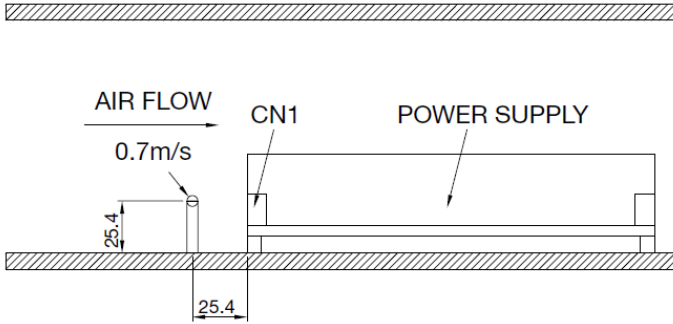 AIR FLOW
CN1
POWER SUPPLY
0.7m/s
25.4
25.4